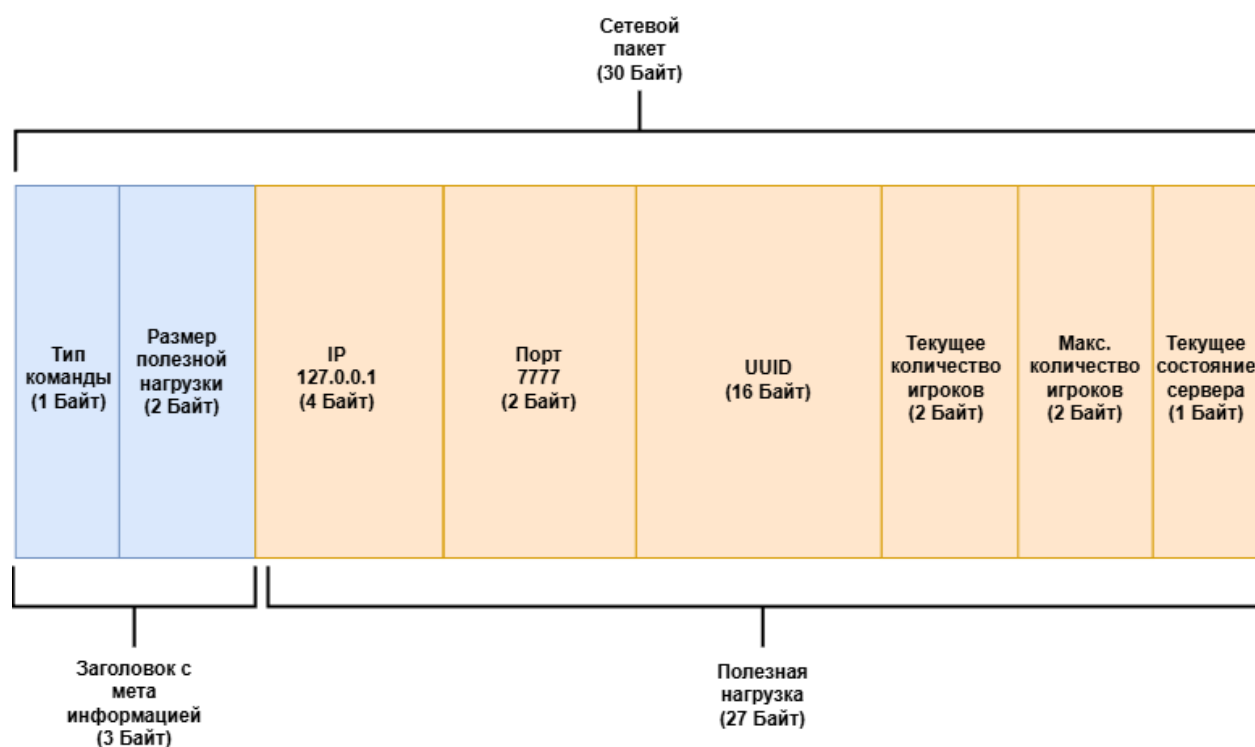 Сетевой
пакет
(30 Байт)
Тип
команды
(1 Байт)
Размер
полезной
нагрузки
(2 Байт)
IP
127.0.0.1
(4 Байт)
Порт
7777
(2 Байт)
UUID
(16 Байт)
Текущее
количество
игроков
(2 Байт)
Макс.
количество
игроков
(2 Байт)
Текущее
состояние
сервера
(1 Байт)
Заголовок с
мета
информацией
(3 Байт)
Полезная
нагрузка
(27 Байт)